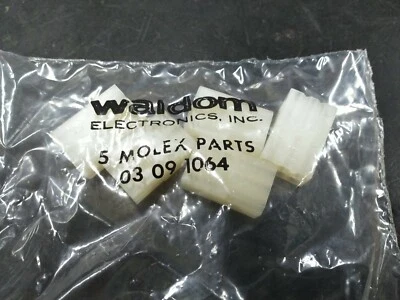 waldom
ELECTRONICS, INC.
5 MOLEX PARTS
03 09 1064